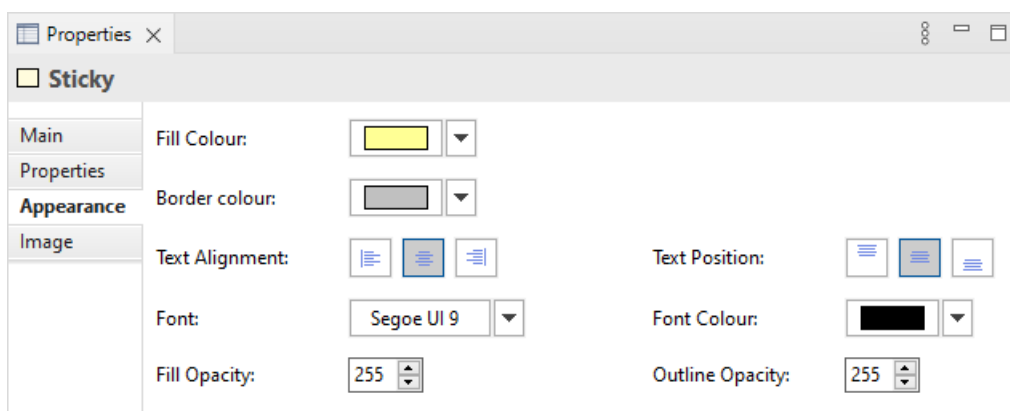 Properties
Sticky
Main
Properties
Appearance
Image
Fill Colour:
Border colour:
Text Alignment: Text Position:
Font: Segoe UI 9 Font Colour:
Fill Opacity: 255 Outline Opacity: 255